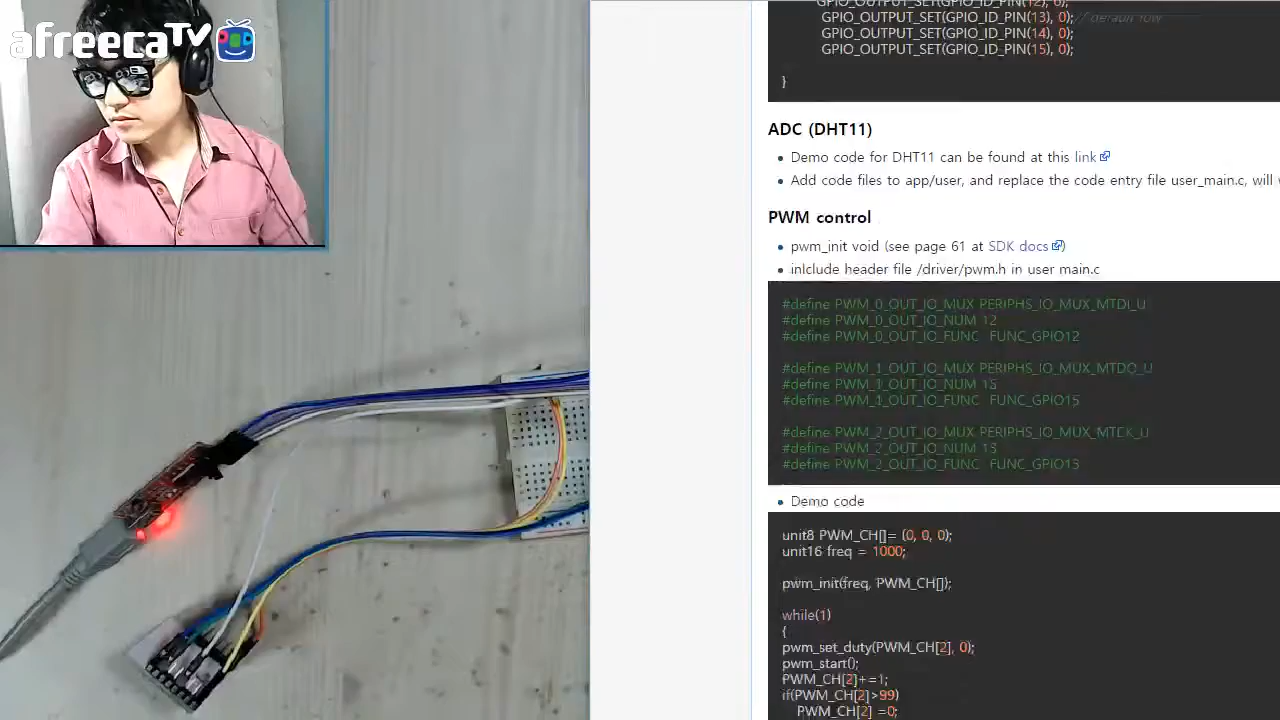 afreecaTV
GPIO_OUTPUT_SET(GPIO_ID_PIN(12), 0);
GPIO_OUTPUT_SET(GPIO_ID_PIN(13), 0); // default low
GPIO_OUTPUT_SET(GPIO_ID_PIN(14), 0);
GPIO_OUTPUT_SET(GPIO_ID_PIN(15), 0);
}
ADC (DHT11)
Demo code for DHT11 can be found at this link
Add code files to app/user, and replace the code entry file user_main.c, will
PWM control
pwm_init void (see page 61 at SDK docs)
inlclude header file /driver/pwm.h in user main.c
#define PWM_0_OUT_IO_MUX PERIPHS_IO_MUX_MTDI_U
#define PWM_0_OUT_IO_NUM 12
#define PWM_0_OUT_IO_FUNC FUNC_GPIO12
#define PWM_1_OUT_IO_MUX PERIPHS_IO_MUX_MTDO_U
#define PWM_1_OUT_IO_NUM 15
#define PWM_1_OUT_IO_FUNC FUNC_GPIO15
#define PWM_2_OUT_IO_MUX PERIPHS_IO_MUX_MTCK_U
#define PWM_2_OUT_IO_NUM 13
#define PWM_2_OUT_IO_FUNC FUNC_GPIO13
Demo code
unit8 PWM_CH[]= (0, 0, 0);
unit16 freq = 1000;
pwm_init(freq, PWM_CH[]);
while(1)
{
pwm_set_duty(PWM_CH[2], 0);
pwm_start();
PWM_CH[2]+=1;
if(PWM_CH[2]>99)
PWM_CH[2] =0;